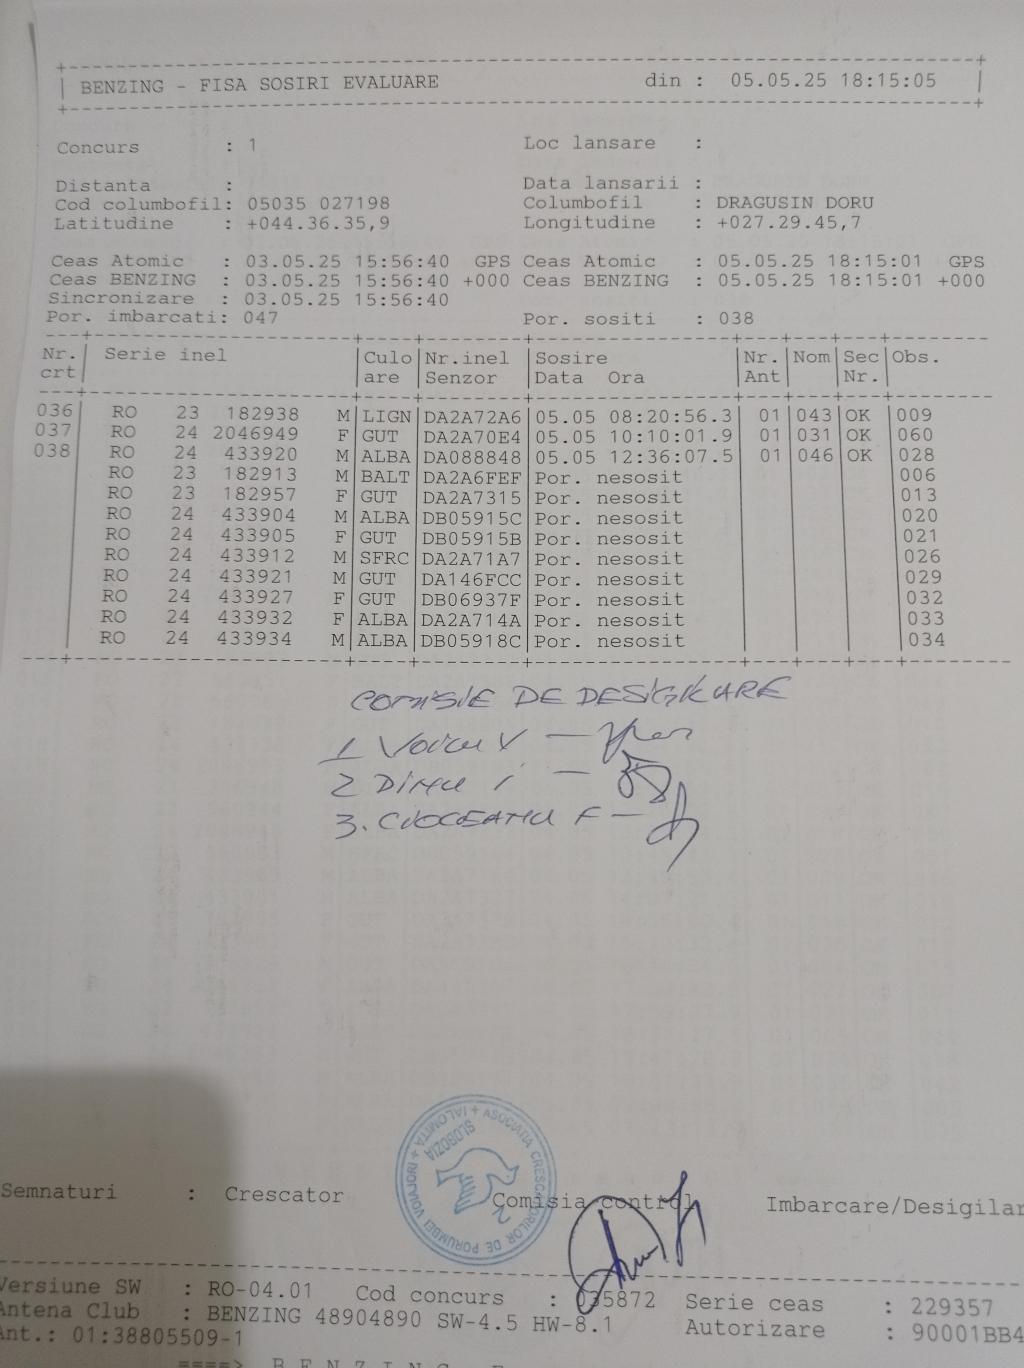 BENZING - FISA SOSIRI EVALUARE din : 05.05.25 18:15:05
Concurs : 1 Loc lansare :
Distanta : Data lansarii :
Cod columbofil: 05035 027198 Columbofil : DRAGUSIN DORU
Latitudine : +044.36.35,9 Longitudine : +027.29.45,7
Ceas Atomic : 03.05.25 15:56:40 GPS Ceas Atomic : 05.05.25 18:15:01 GPS
Ceas BENZING : 03.05.25 15:56:40 +000 Ceas BENZING : 05.05.25 18:15:01 +000
Sincronizare : 03.05.25 15:56:40
Por. imbarcati: 047 Por. sositi : 038
Nr. Serie inel Culo Nr.inel Sosire Nr. Nom Sec Obs.
crt are Senzor Data Ora Ant Nr.
036 RO 23 182938 M LIGN DA2A72A6 05.05 08:20:56.3 01 043 OK 009
037 RO 24 2046949 F GUT DA2A70E4 05.05 10:10:01.9 01 031 OK 060
038 RO 24 433920 M ALBA DA088848 05.05 12:36:07.5 01 046 OK 028
RO 23 182913 M BALT DA2A6FEF Por. nesosit 006
RO 23 182957 F GUT DA2A7315 Por. nesosit 013
RO 24 433904 M ALBA DB05915C Por. nesosit 020
RO 24 433905 F GUT DB05915B Por. nesosit 021
RO 24 433912 M SFRC DA2A71A7 Por. nesosit 026
RO 24 433921 M GUT DA146FCC Por. nesosit 029
RO 24 433927 F GUT DB06937F Por. nesosit 032
RO 24 433932 F ALBA DA2A714A Por. nesosit 033
RO 24 433934 M ALBA DB05918C Por. nesosit 034
COMISIE DE DESIGILARE
1 Voicu V
2 DINU I
3. CIOCEANU F
ASOCIATIA CRESCATORILOR DE PORUMBEI VOIAJORI + IALOMITA +
SLOBOZIA
2
Semnaturi : Crescator Comisia control Imbarcare/Desigilar
Versiune SW : RO-04.01 Cod concurs : 035872 Serie ceas : 229357
Antena Club : BENZING 48904890 SW-4.5 HW-8.1 Autorizare : 90001BB4
Ant.: 01:38805509-1
====> B E N Z I N G